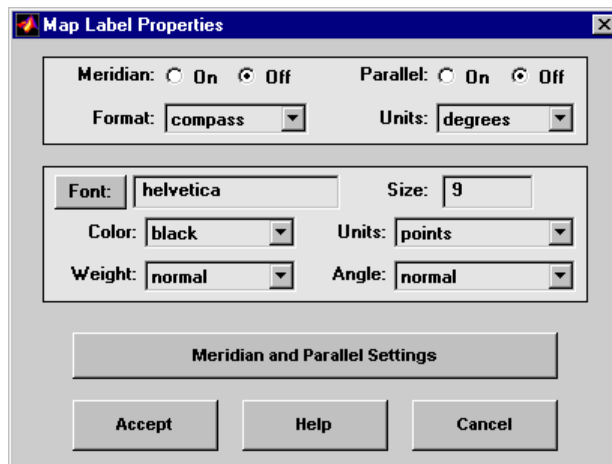 Map Label Properties
Meridian: On Off Parallel: On Off
Format: compass Units: degrees
Font: helvetica Size: 9
Color: black Units: points
Weight: normal Angle: normal
Meridian and Parallel Settings
Accept Help Cancel